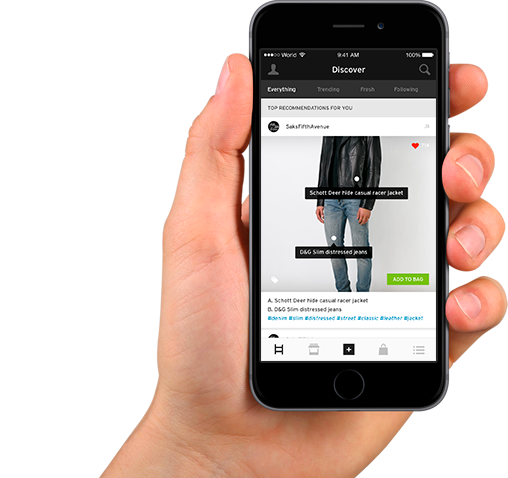 World
9:41 AM
100%
Discover
Everything
Trending
Fresh
Following
TOP RECOMMENDATIONS FOR YOU
SaksFifthAvenue
Schott Deer hide casual racer jacket
D&G Slim distressed jeans
ADD TO BAG
A. Schott Deer hide casual racer jacket
B. D&G Slim distressed jeans
#denim #slim #distressed #street #classic #leather #jacket